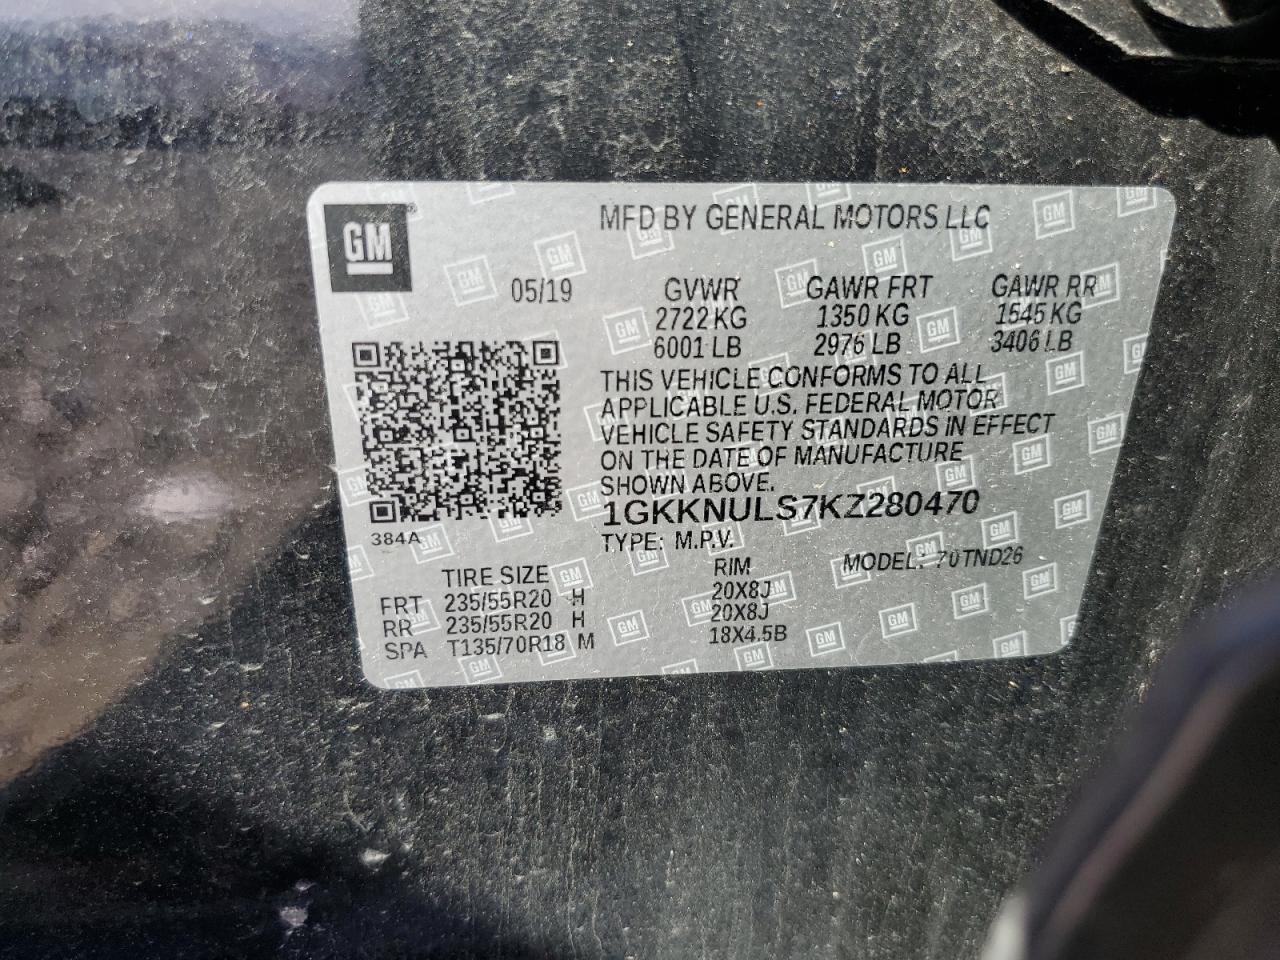 GM
MFD BY GENERAL MOTORS LLC
05/19 GVWR GAWR FRT GAWR RR
2722 KG 1350 KG 1545 KG
6001 LB 2976 LB 3406 LB
THIS VEHICLE CONFORMS TO ALL
APPLICABLE U.S. FEDERAL MOTOR
VEHICLE SAFETY STANDARDS IN EFFECT
ON THE DATE OF MANUFACTURE
SHOWN ABOVE.
1GKKNULS7KZ280470
384A
TYPE: M.P.V. MODEL: 70TND26
TIRE SIZE RIM
FRT 235/55R20 H 20X8J
RR 235/55R20 H 20X8J
SPA T135/70R18 M 18X4.5B